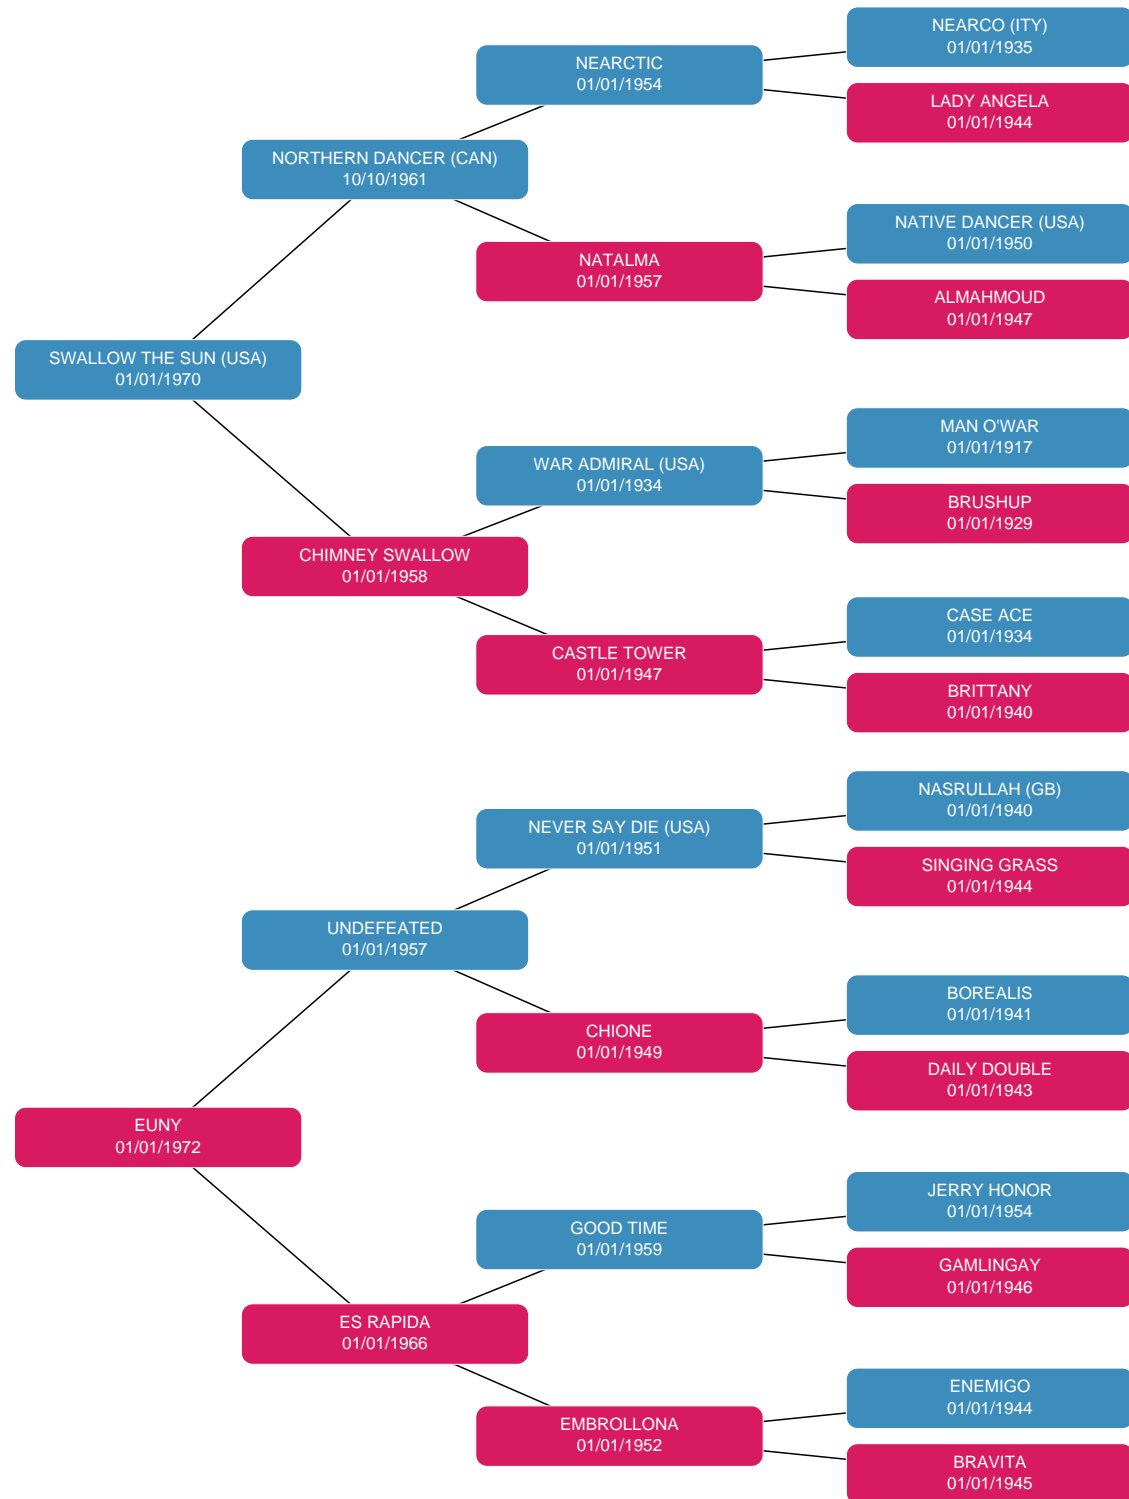 NEARCO (ITY)
01/01/1935
NEARCTIC
01/01/1954
LADY ANGELA
01/01/1944
NORTHERN DANCER (CAN)
10/10/1961
NATIVE DANCER (USA)
01/01/1950
NATALMA
01/01/1957
ALMAHMOUD
01/01/1947
SWALLOW THE SUN (USA)
01/01/1970
MAN O'WAR
01/01/1917
WAR ADMIRAL (USA)
01/01/1934
BRUSHUP
01/01/1929
CHIMNEY SWALLOW
01/01/1958
CASE ACE
01/01/1934
CASTLE TOWER
01/01/1947
BRITTANY
01/01/1940
NASRULLAH (GB)
01/01/1940
NEVER SAY DIE (USA)
01/01/1951
SINGING GRASS
01/01/1944
UNDEFEATED
01/01/1957
BOREALIS
01/01/1941
CHIONE
01/01/1949
DAILY DOUBLE
01/01/1943
EUNY
01/01/1972
JERRY HONOR
01/01/1954
GOOD TIME
01/01/1959
GAMLINGAY
01/01/1946
ES RAPIDA
01/01/1966
ENEMIGO
01/01/1944
EMBROLLONA
01/01/1952
BRAVITA
01/01/1945